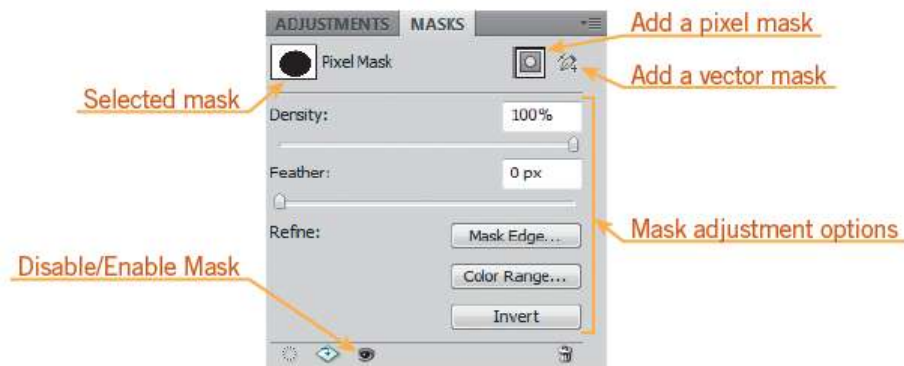 ADJUSTMENTS MASKS
Add a pixel mask
Pixel Mask
Add a vector mask
Selected mask
Density: 100%
Feather: 0 px
Refine: Mask Edge...
Mask adjustment options
Disable/Enable Mask
Color Range...
Invert